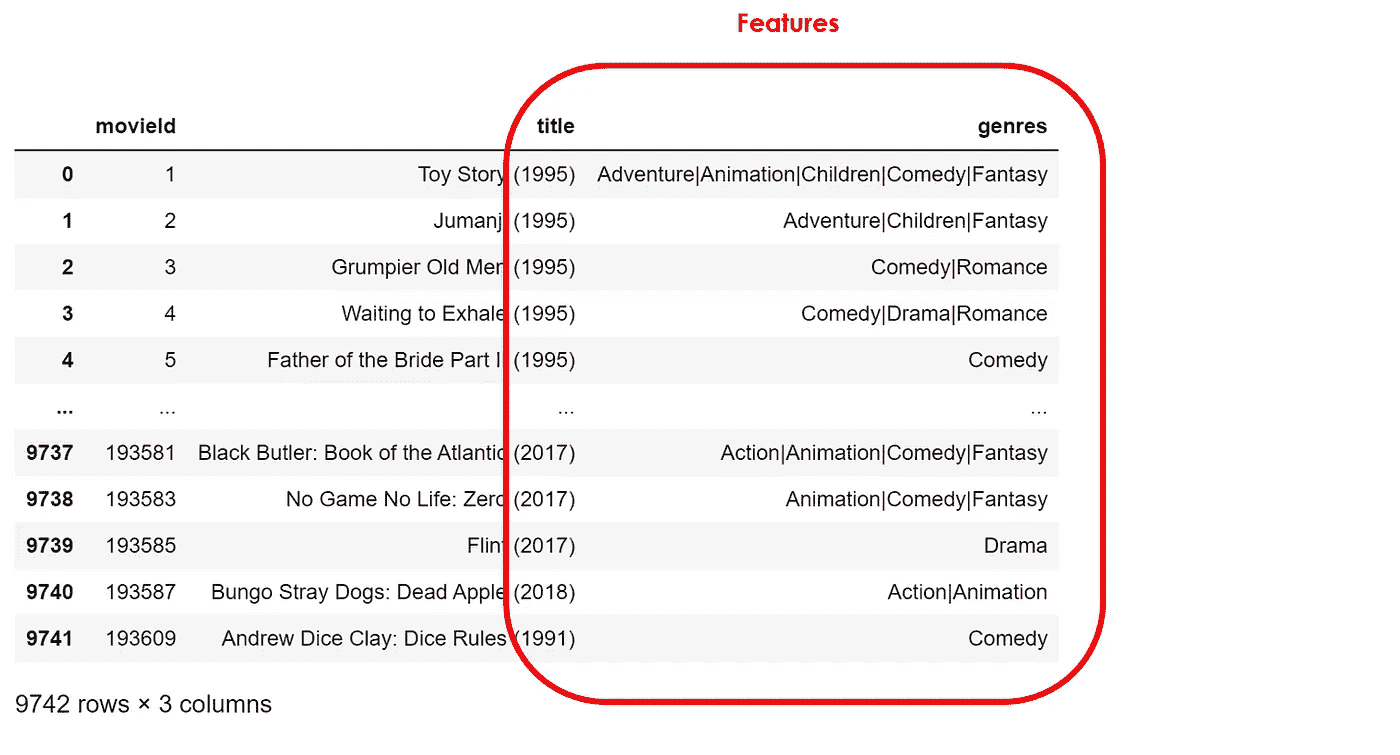 Features
movieId title genres
0 1 Toy Story (1995) Adventure|Animation|Children|Comedy|Fantasy
1 2 Jumanji (1995) Adventure|Children|Fantasy
2 3 Grumpier Old Men (1995) Comedy|Romance
3 4 Waiting to Exhale (1995) Comedy|Drama|Romance
4 5 Father of the Bride Part II (1995) Comedy
... ... ... ...
9737 193581 Black Butler: Book of the Atlantic (2017) Action|Animation|Comedy|Fantasy
9738 193583 No Game No Life: Zero (2017) Animation|Comedy|Fantasy
9739 193585 Flint (2017) Drama
9740 193587 Bungo Stray Dogs: Dead Apple (2018) Action|Animation
9741 193609 Andrew Dice Clay: Dice Rules (1991) Comedy
9742 rows × 3 columns